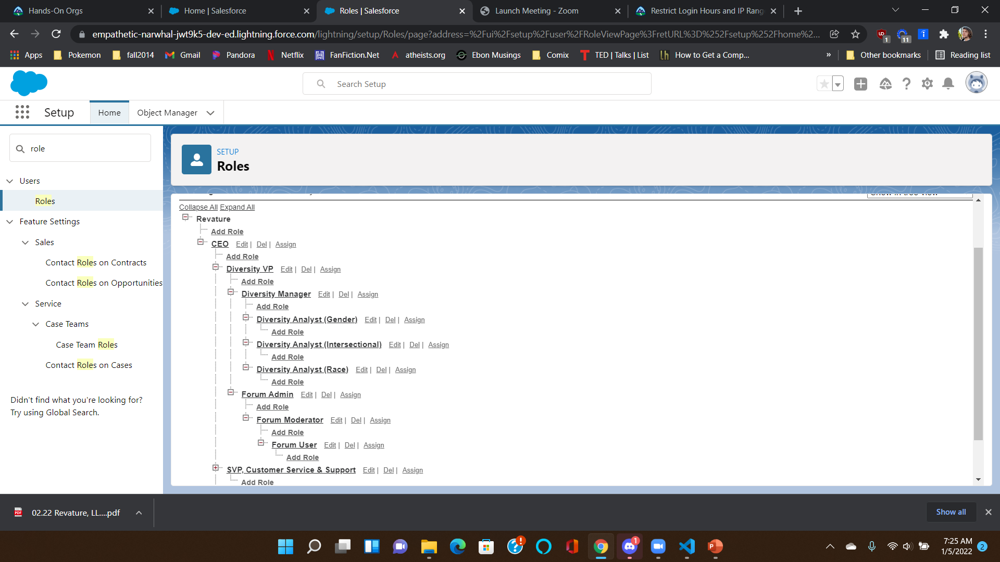 Hands-On Orgs
Home | Salesforce
Roles | Salesforce
Launch Meeting - Zoom
Restrict Login Hours and IP Rang
empathetic-narwhal-jwt9k5-dev-ed.lightning.force.com/lightning/setup/Roles/page?address=%2Fui%2Fsetup%2Fuser%2FRoleViewPage%3FretURL%3D%252Fsetup%252Fhome%2...
1
11
Apps
Pokemon
fall2014
Gmail
Pandora
Netflix
FanFiction.Net
atheists.org
Ebon Musings
Comix
TED | Talks | List
How to Get a Comp...
»
Other bookmarks
Reading list
Search Setup
Setup
Home
Object Manager
role
Users
Roles
Feature Settings
Sales
Contact Roles on Contracts
Contact Roles on Opportunities
Service
Case Teams
Case Team Roles
Contact Roles on Cases
Didn't find what you're looking for?
Try using Global Search.
SETUP
Roles
Show in tree view
Collapse All Expand All
Revature
Add Role
CEO Edit | Del | Assign
Add Role
Diversity VP Edit | Del | Assign
Add Role
Diversity Manager Edit | Del | Assign
Add Role
Diversity Analyst (Gender) Edit | Del | Assign
Add Role
Diversity Analyst (Intersectional) Edit | Del | Assign
Add Role
Diversity Analyst (Race) Edit | Del | Assign
Add Role
Forum Admin Edit | Del | Assign
Add Role
Forum Moderator Edit | Del | Assign
Add Role
Forum User Edit | Del | Assign
Add Role
SVP, Customer Service & Support Edit | Del | Assign
Add Role
PDF
02.22 Revature, LL....pdf
Show all
1
7:25 AM
1/5/2022
2